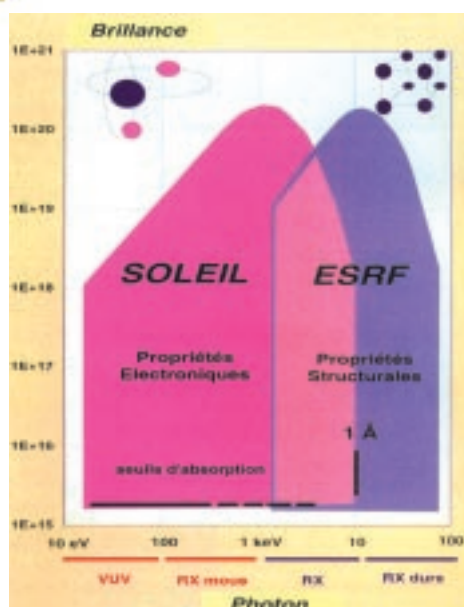 Brillance
1E+21
1E+20
1E+19
1E+18
1E+17
1E+16
1E+15
SOLEIL ESRF
Propriétés Electroniques
Propriétés Structurales
1 Å
seuils d'absorption
10 eV 100 1 keV 10 100
VUV RX mous RX RX durs
Photon